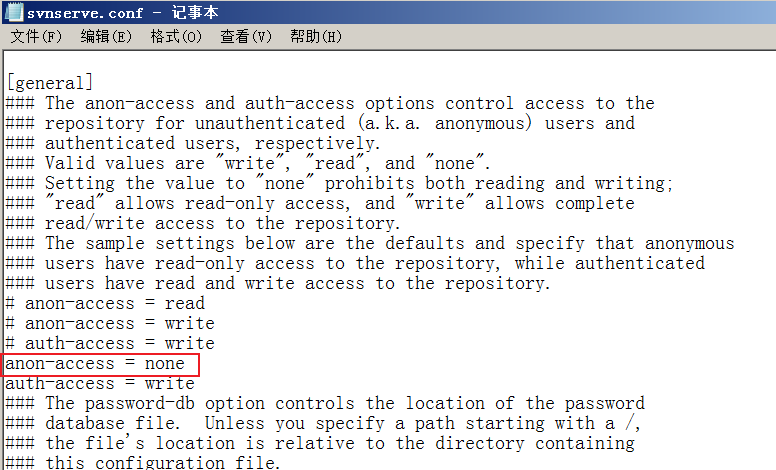 svnserve.conf - 记事本
文件(F) 编辑(E) 格式(O) 查看(V) 帮助(H)
[general]
### The anon-access and auth-access options control access to the
### repository for unauthenticated (a.k.a. anonymous) users and
### authenticated users, respectively.
### Valid values are "write", "read", and "none".
### Setting the value to "none" prohibits both reading and writing;
### "read" allows read-only access, and "write" allows complete
### read/write access to the repository.
### The sample settings below are the defaults and specify that anonymous
### users have read-only access to the repository, while authenticated
### users have read and write access to the repository.
# anon-access = read
# anon-access = write
# auth-access = write
anon-access = none
auth-access = write
### The password-db option controls the location of the password
### database file.  Unless you specify a path starting with a /,
### the file's location is relative to the directory containing
### this configuration file.